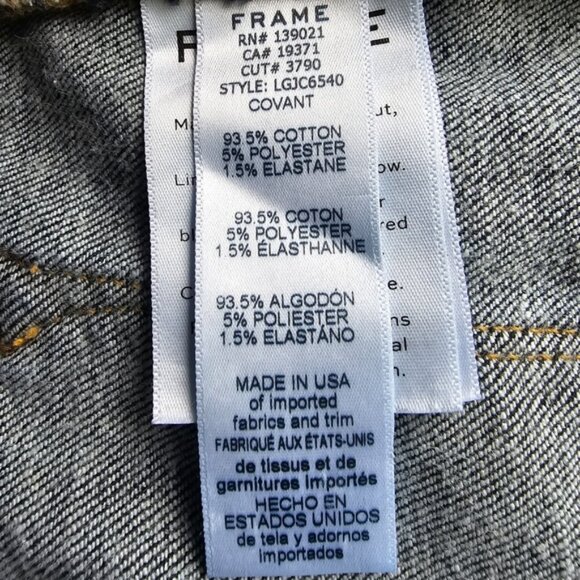 FRAME
RN# 139021
CA# 19371
CUT# 3790
STYLE: LGJC6540
COVANT
93.5% COTTON
5% POLYESTER
1.5% ELASTANE
93.5% COTON
5% POLYESTER
1.5% ÉLASTHANNE
93.5% ALGODÓN
5% POLIESTER
1.5% ELASTANO
MADE IN USA
of imported
fabrics and trim
FABRIQUÉ AUX ÉTATS-UNIS
de tissus et de
garnitures importés
HECHO EN
ESTADOS UNIDOS
de tela y adornos
importados